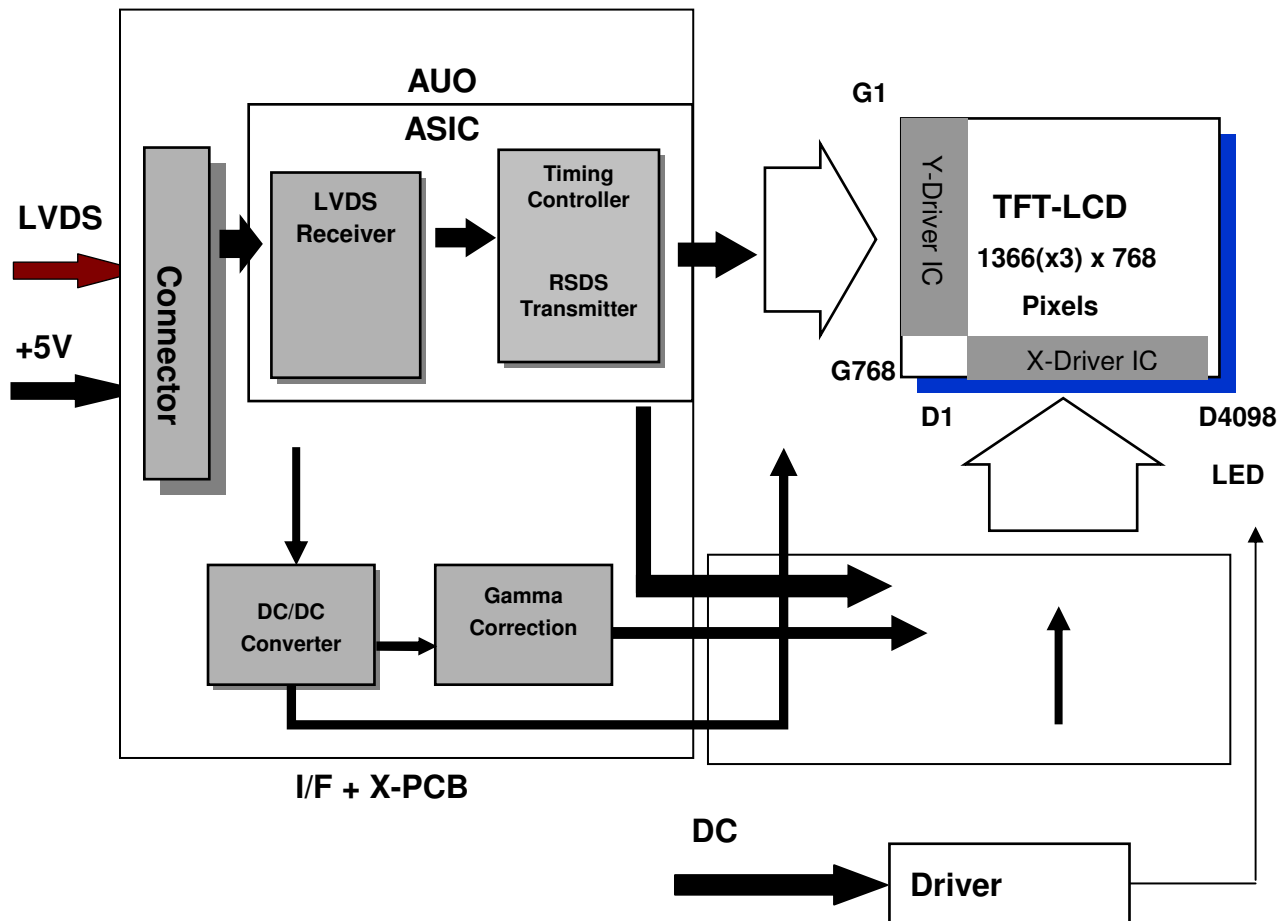 AUO
ASIC
LVDS
+5V
Connector
LVDS
Receiver
Timing
Controller
RSDS
Transmitter
G1
G768
Y-Driver IC
TFT-LCD
1366(x3) x 768
Pixels
X-Driver IC
D1
D4098
LED
DC/DC
Converter
Gamma
Correction
I/F + X-PCB
DC
Driver